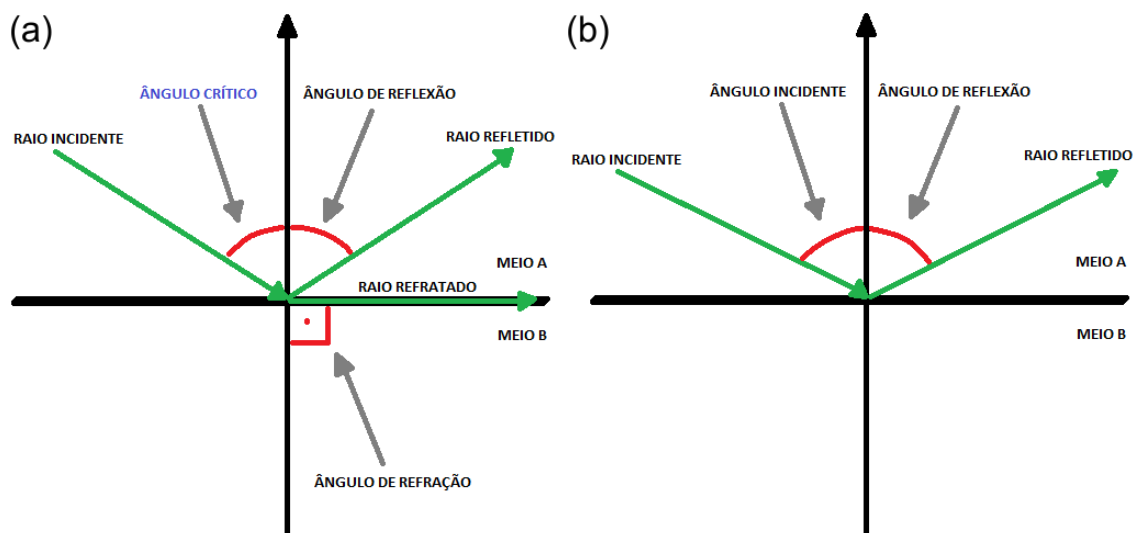 (a)
ÂNGULO CRÍTICO
ÂNGULO DE REFLEXÃO
RAIO INCIDENTE
RAIO REFLETIDO
MEIO A
RAIO REFRATADO
MEIO B
ÂNGULO DE REFRAÇÃO
(b)
ÂNGULO INCIDENTE
ÂNGULO DE REFLEXÃO
RAIO INCIDENTE
RAIO REFLETIDO
MEIO A
MEIO B